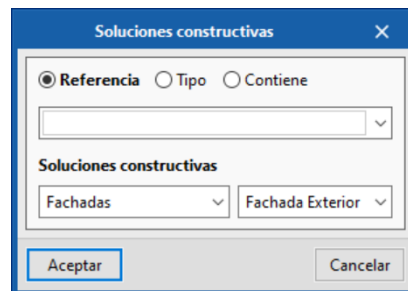 Soluciones constructivas
Referencia Tipo Contiene
Soluciones constructivas
Fachadas Fachada Exterior
Aceptar Cancelar